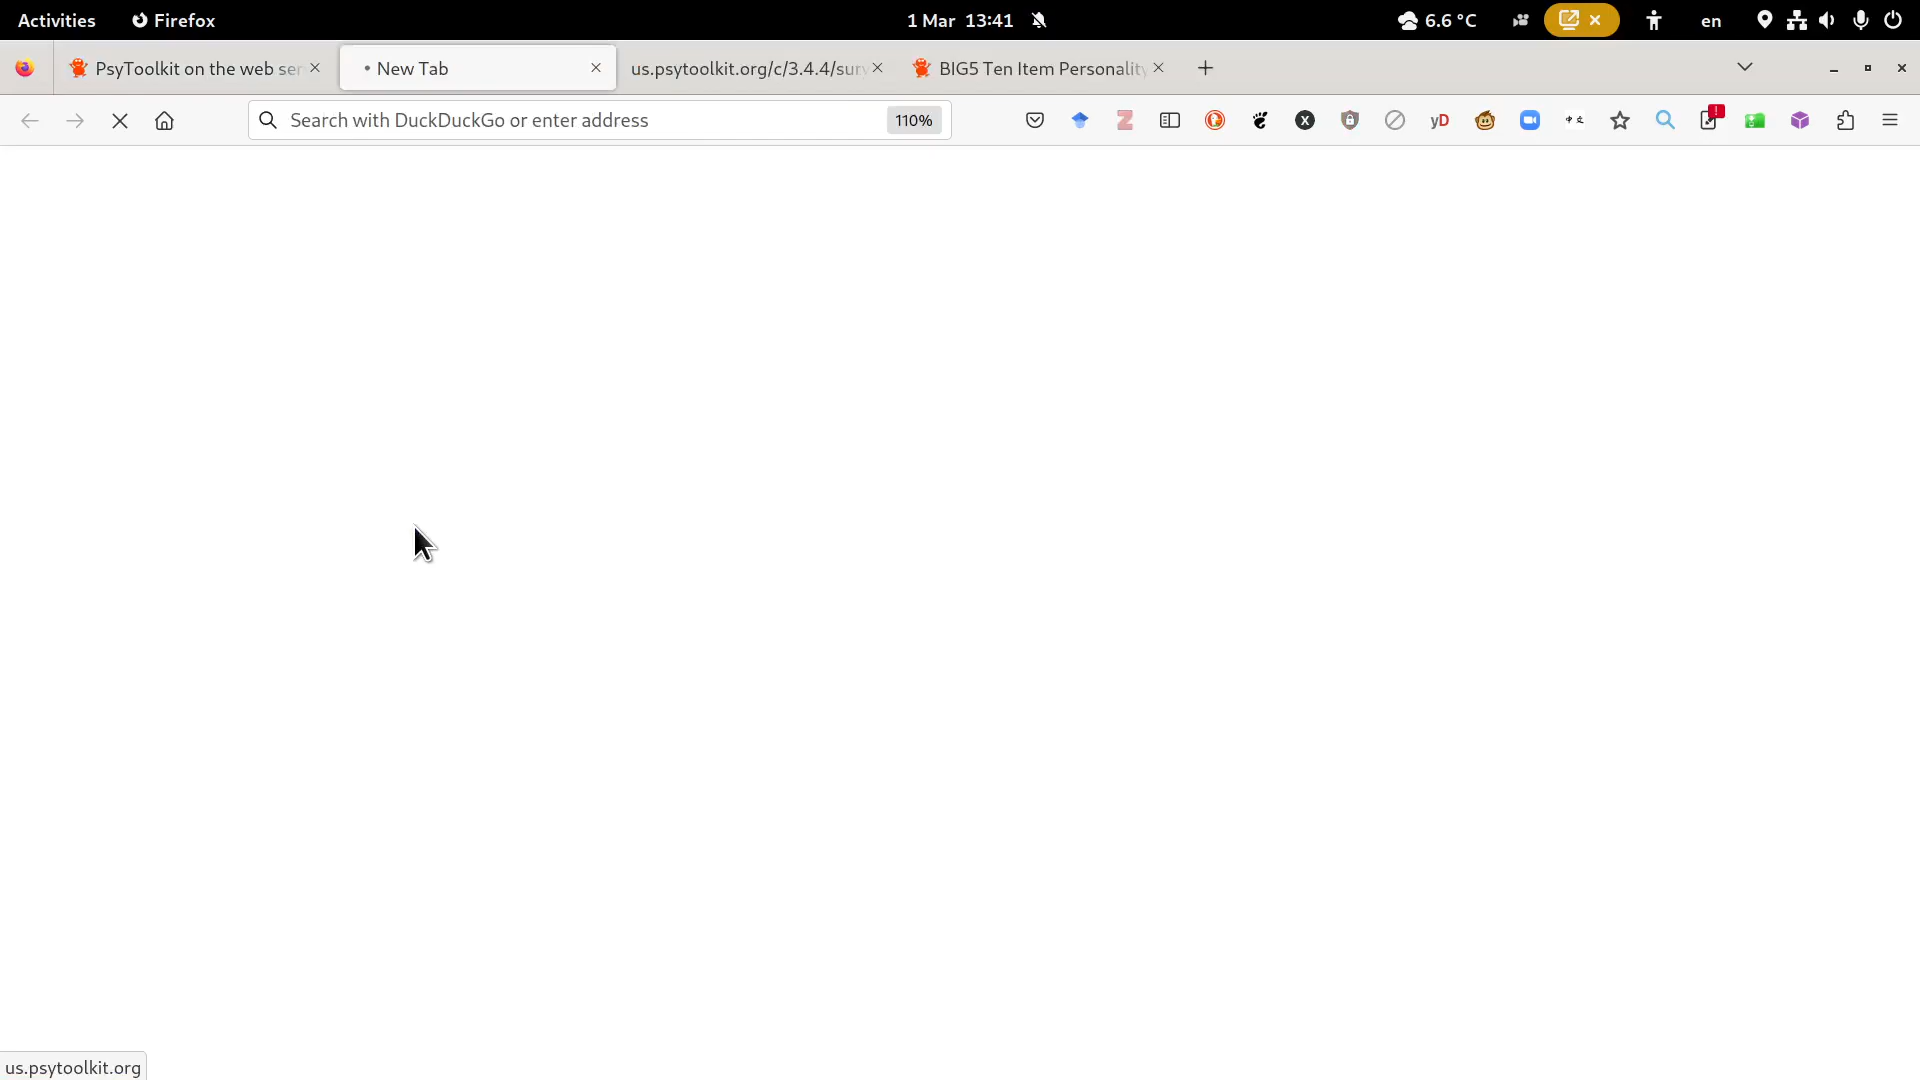 Activities Firefox 1 Mar 13:41 6.6 °C en
PsyToolkit on the web ser New Tab us.psytoolkit.org/c/3.4.4/sur BIG5 Ten Item Personality
Search with DuckDuckGo or enter address 110% yD
us.psytoolkit.org